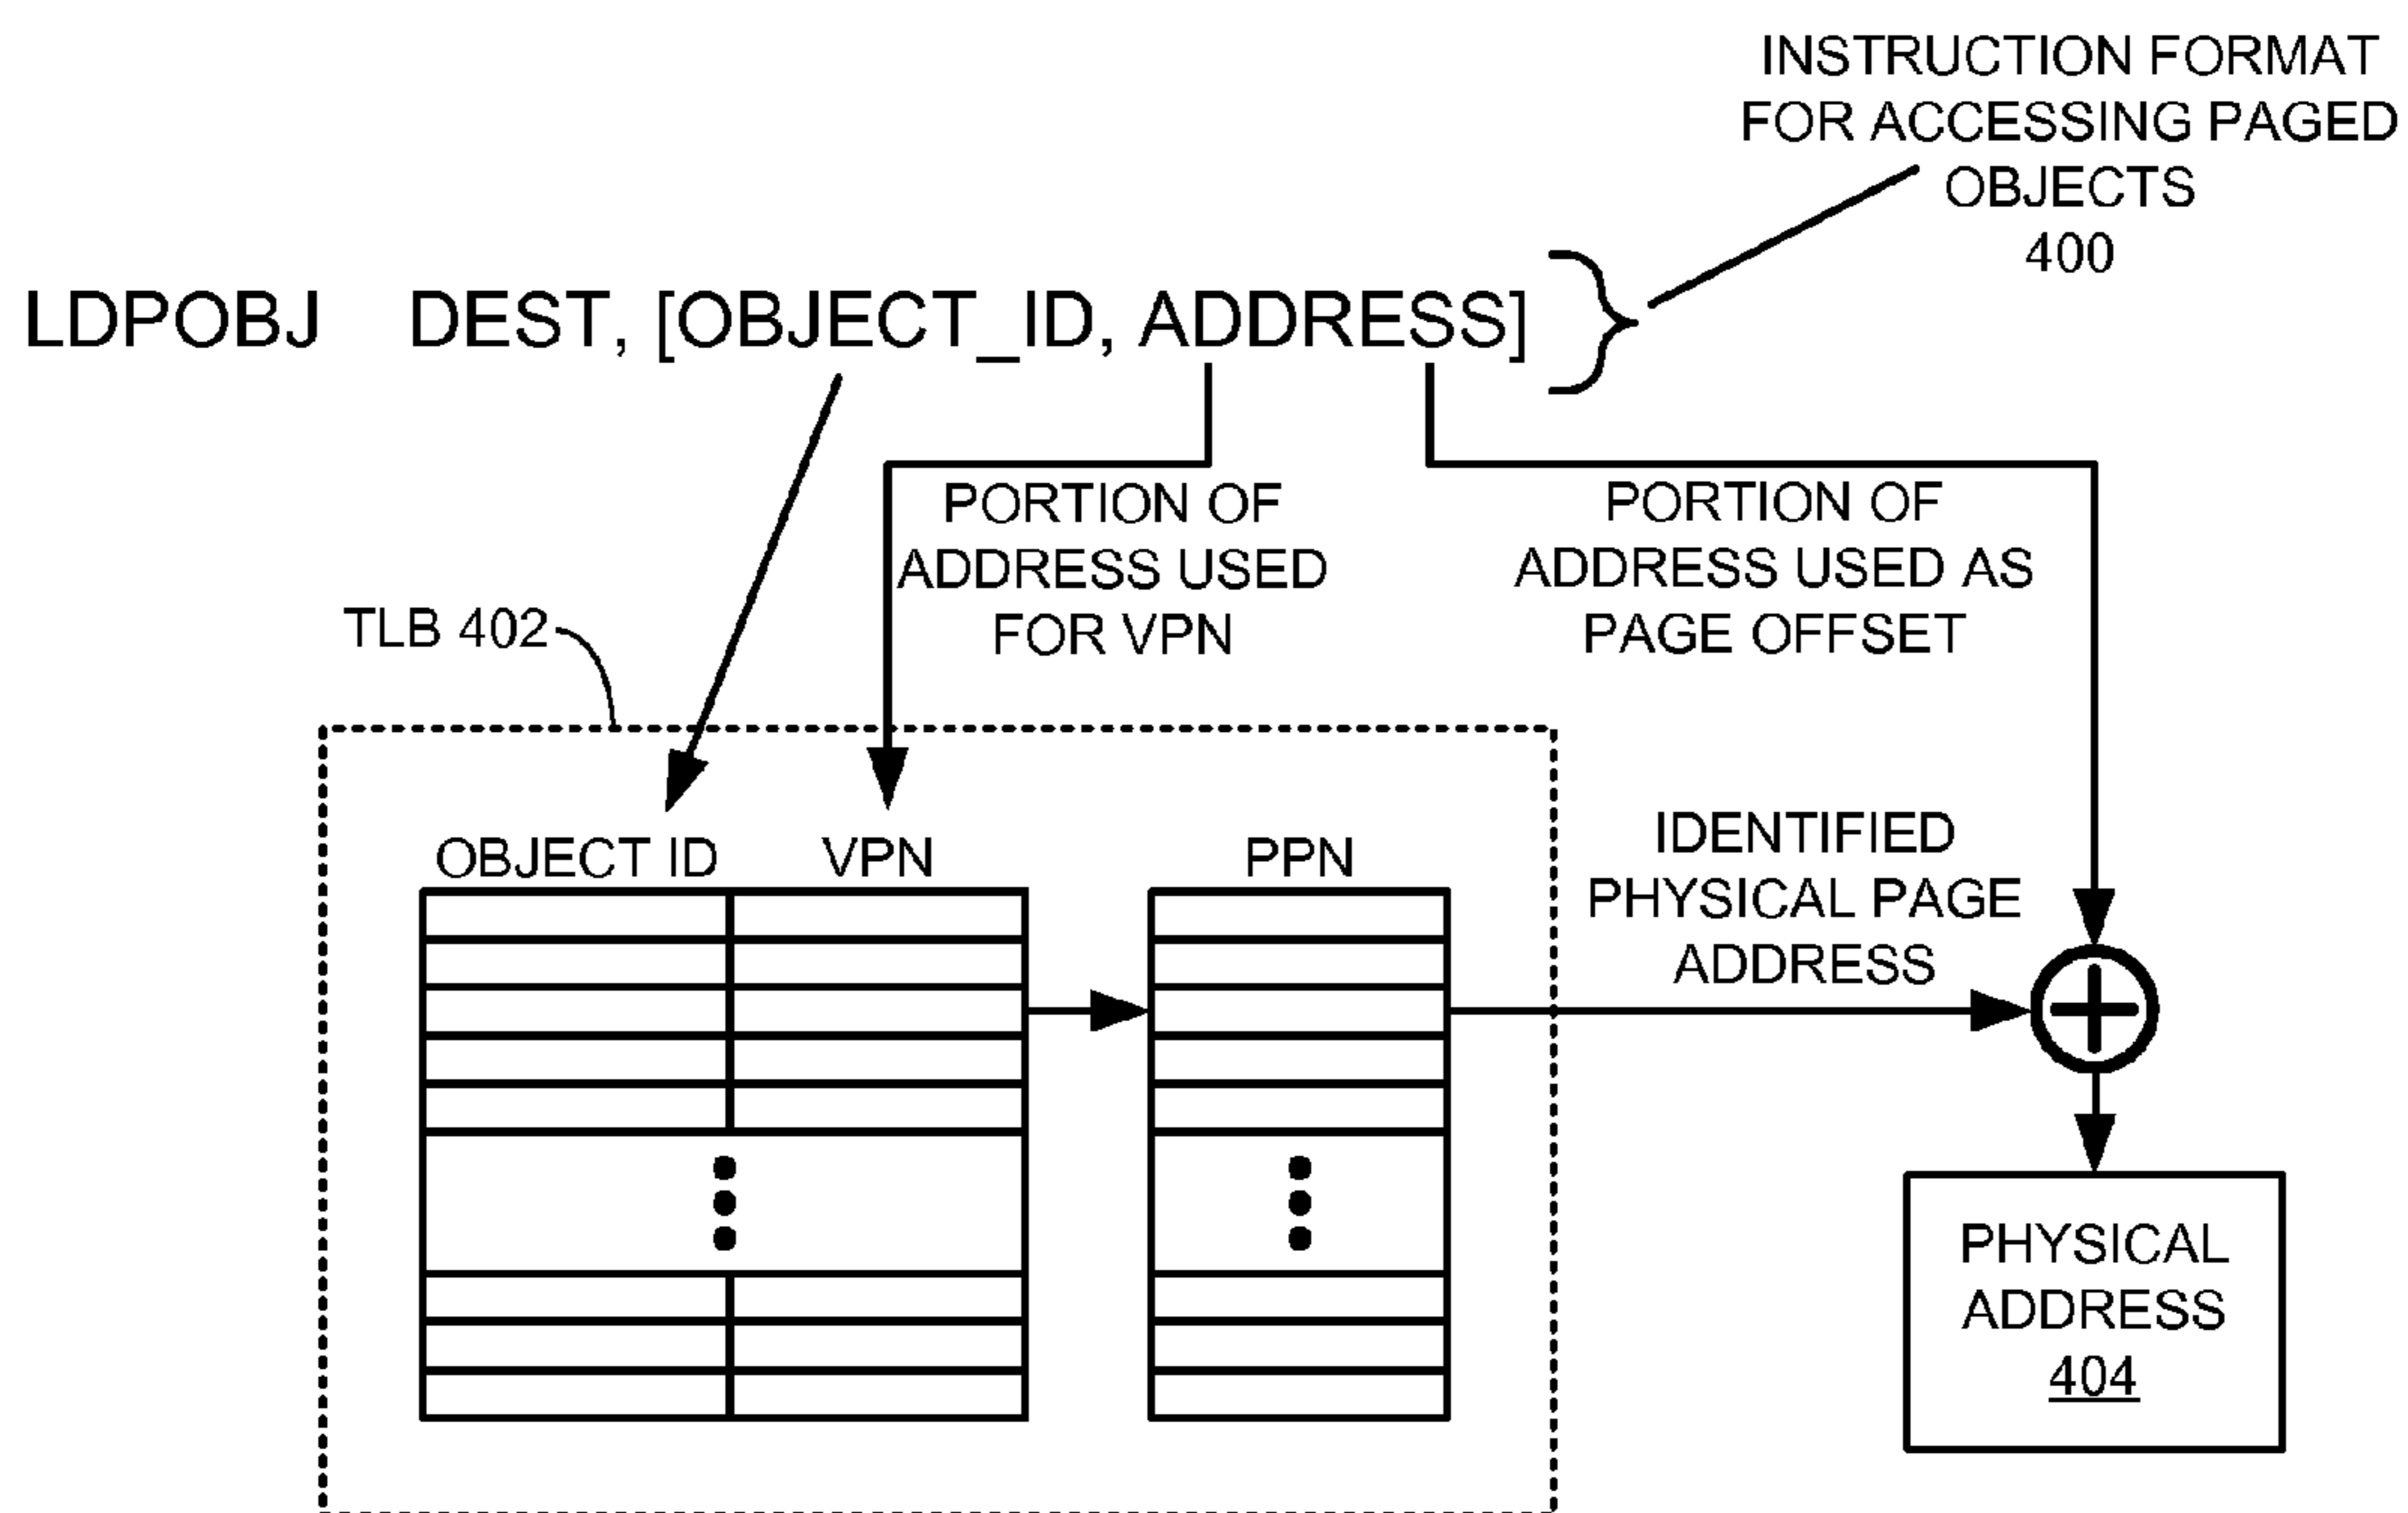 INSTRUCTION FORMAT
FOR ACCESSING PAGED
OBJECTS
400
LDPOBJ DEST, [OBJECT_ID, ADDRESS]
PORTION OF
ADDRESS USED
FOR VPN
PORTION OF
ADDRESS USED AS
PAGE OFFSET
TLB 402
OBJECT ID VPN PPN
IDENTIFIED
PHYSICAL PAGE
ADDRESS
PHYSICAL
ADDRESS
404